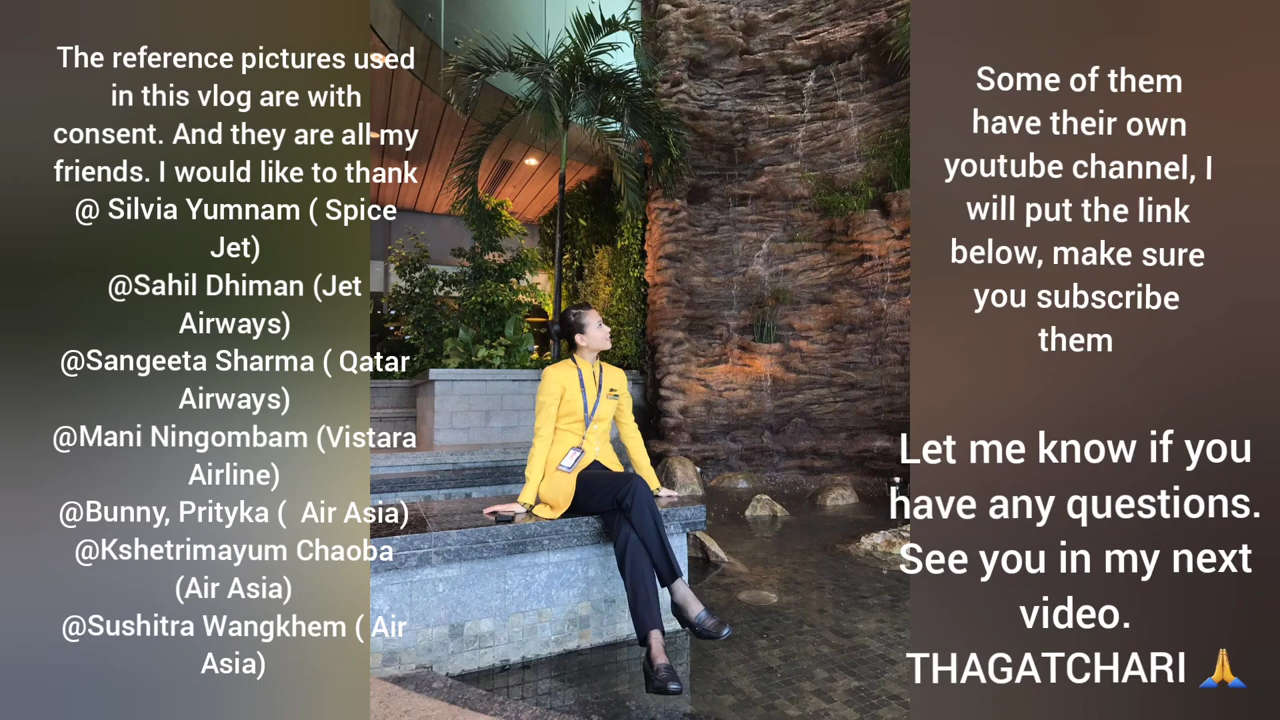 The reference pictures used
in this vlog are with
consent. And they are all my
friends. I would like to thank
@ Silvia Yumnam ( Spice
Jet)
@Sahil Dhiman (Jet
Airways)
@Sangeeta Sharma ( Qatar
Airways)
@Mani Ningombam (Vistara
Airline)
@Bunny, Prityka (  Air Asia)
@Kshetrimayum Chaoba
(Air Asia)
@Sushitra Wangkhem ( Air
Asia)
Some of them
have their own
youtube channel, I
will put the link
below, make sure
you subscribe
them
Let me know if you
have any questions.
See you in my next
video.
THAGATCHARI 🙏